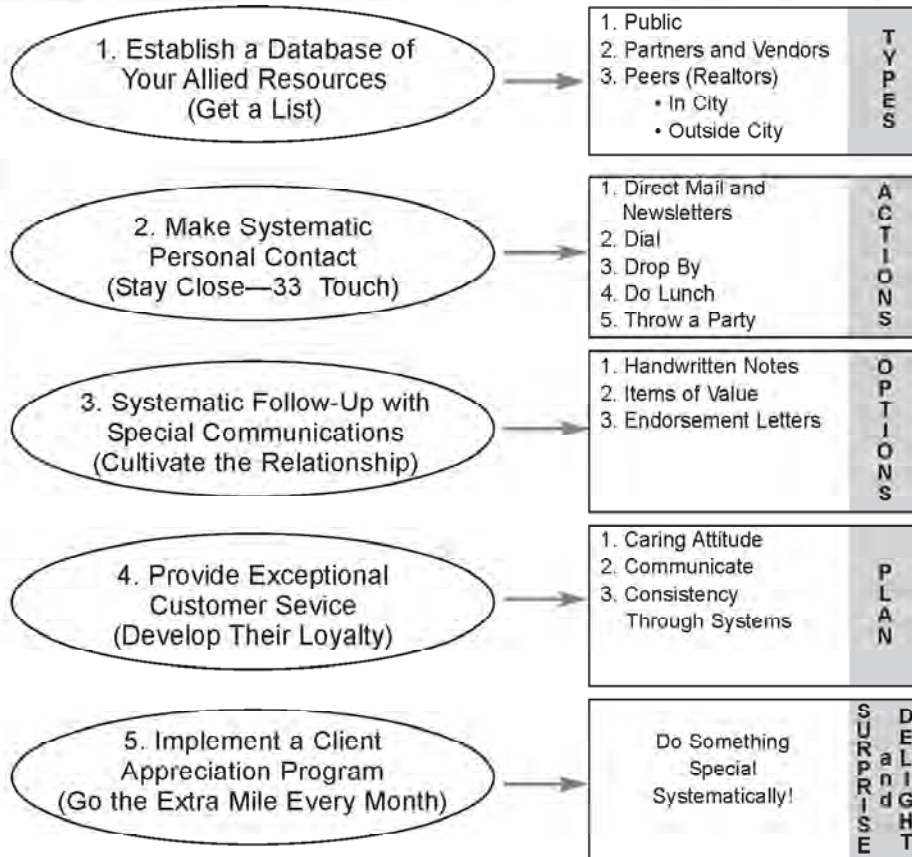 1. Establish a Database of
Your Allied Resources
(Get a List)
1. Public
2. Partners and Vendors
3. Peers (Realtors)
• In City
• Outside City
TYPES
2. Make Systematic
Personal Contact
(Stay Close—33 Touch)
1. Direct Mail and
Newsletters
2. Dial
3. Drop By
4. Do Lunch
5. Throw a Party
ACTIONS
3. Systematic Follow-Up with
Special Communications
(Cultivate the Relationship)
1. Handwritten Notes
2. Items of Value
3. Endorsement Letters
OPTIONS
4. Provide Exceptional
Customer Sevice
(Develop Their Loyalty)
1. Caring Attitude
2. Communicate
3. Consistency
Through Systems
PLAN
5. Implement a Client
Appreciation Program
(Go the Extra Mile Every Month)
Do Something
Special
Systematically!
SURPRISE
and
DELIGHT